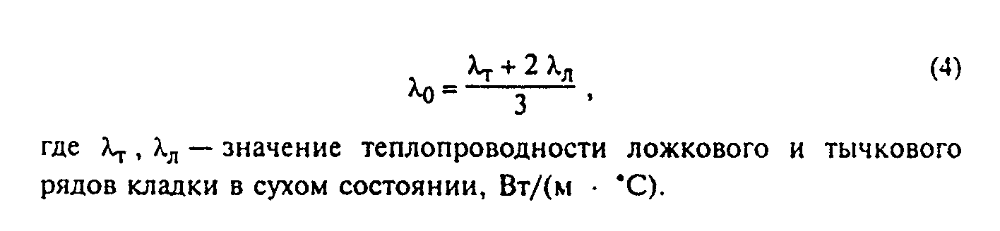 λ₀ = (λт + 2 λл) / 3 , (4)
где λт , λл — значение теплопроводности ложкового и тычкового
рядов кладки в сухом состоянии, Вт/(м · °С).